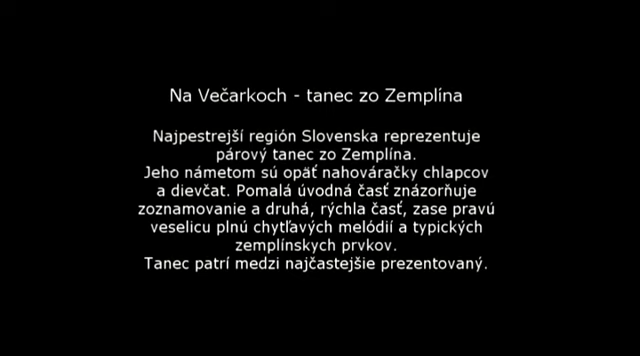 Na Večarkoch - tanec zo Zemplína
Najpestrejší región Slovenska reprezentuje
párový tanec zo Zemplína.
Jeho námetom sú opäť nahováračky chlapcov
a dievčat. Pomalá úvodná časť znázorňuje
zoznamovanie a druhá, rýchla časť, zase pravú
veselicu plnú chytľavých melódií a typických
zemplínskych prvkov.
Tanec patrí medzi najčastejšie prezentovaný.